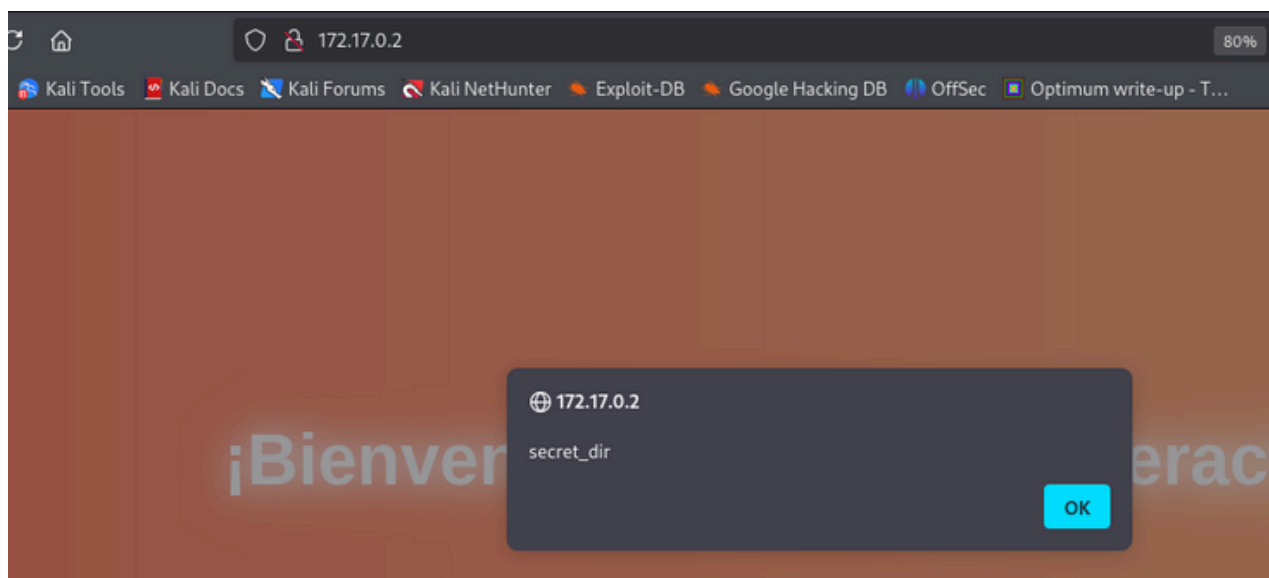 172.17.0.2
80%
Kali Tools Kali Docs Kali Forums Kali NetHunter Exploit-DB Google Hacking DB OffSec Optimum write-up - T...
172.17.0.2
secret_dir
¡Bienven erac
OK